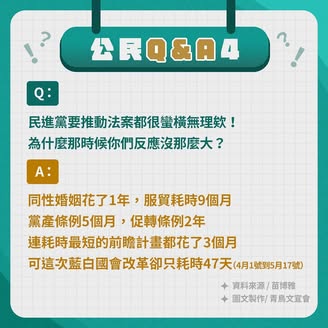 公民Q&A4
Q:
民進黨要推動法案都很蠻橫無理欸！
為什麼那時候你們反應沒那麼大？
A:
同性婚姻花了1年，服貿耗時9個月
黨產條例5個月，促轉條例2年
連耗時最短的前瞻計畫都花了3個月
可這次藍白國會改革卻只耗時47天(4月1號到5月17號)
資料來源/苗博雅
圖文製作/青鳥文宣會